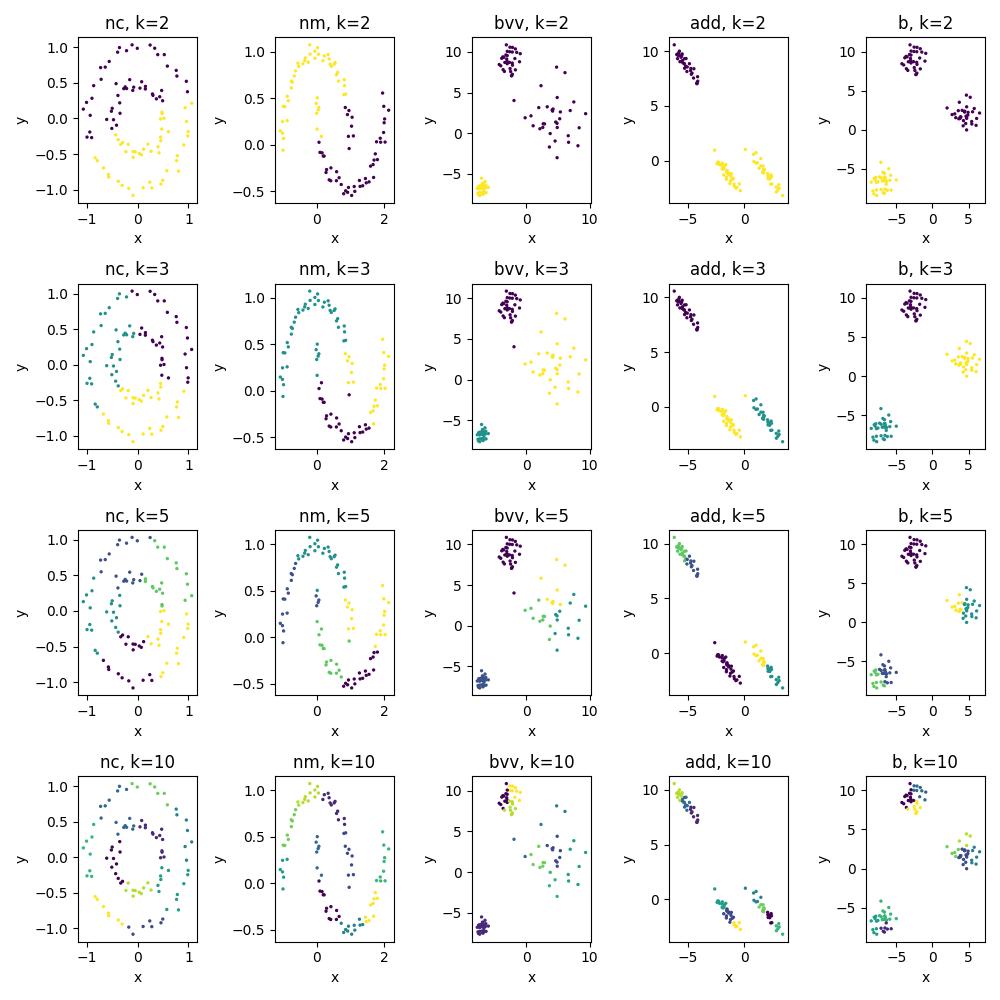 nc, k=2 nm, k=2 bvv, k=2 add, k=2 b, k=2
y 1.0 0.5 0.0 −0.5 −1.0 y 1.0 0.5 0.0 −0.5 y 10 5 0 −5 y 10 5 0 y 10 5 0 −5
−1 0 1 0 1 2 0 10 −5 0 −5 0 5
x x x x x
nc, k=3 nm, k=3 bvv, k=3 add, k=3 b, k=3
y 1.0 0.5 0.0 −0.5 −1.0 y 1.0 0.5 0.0 −0.5 y 10 5 0 −5 y 10 5 0 y 10 5 0 −5
−1 0 1 0 1 2 0 10 −5 0 −5 0 5
x x x x x
nc, k=5 nm, k=5 bvv, k=5 add, k=5 b, k=5
y 1.0 0.5 0.0 −0.5 −1.0 y 1.0 0.5 0.0 −0.5 y 10 5 0 −5 y 10 5 0 y 10 5 0 −5
−1 0 1 0 1 2 0 10 −5 0 −5 0 5
x x x x x
nc, k=10 nm, k=10 bvv, k=10 add, k=10 b, k=10
y 1.0 0.5 0.0 −0.5 −1.0 y 1.0 0.5 0.0 −0.5 y 10 5 0 −5 y 10 5 0 y 10 5 0 −5
−1 0 1 0 1 2 0 10 −5 0 −5 0 5
x x x x x